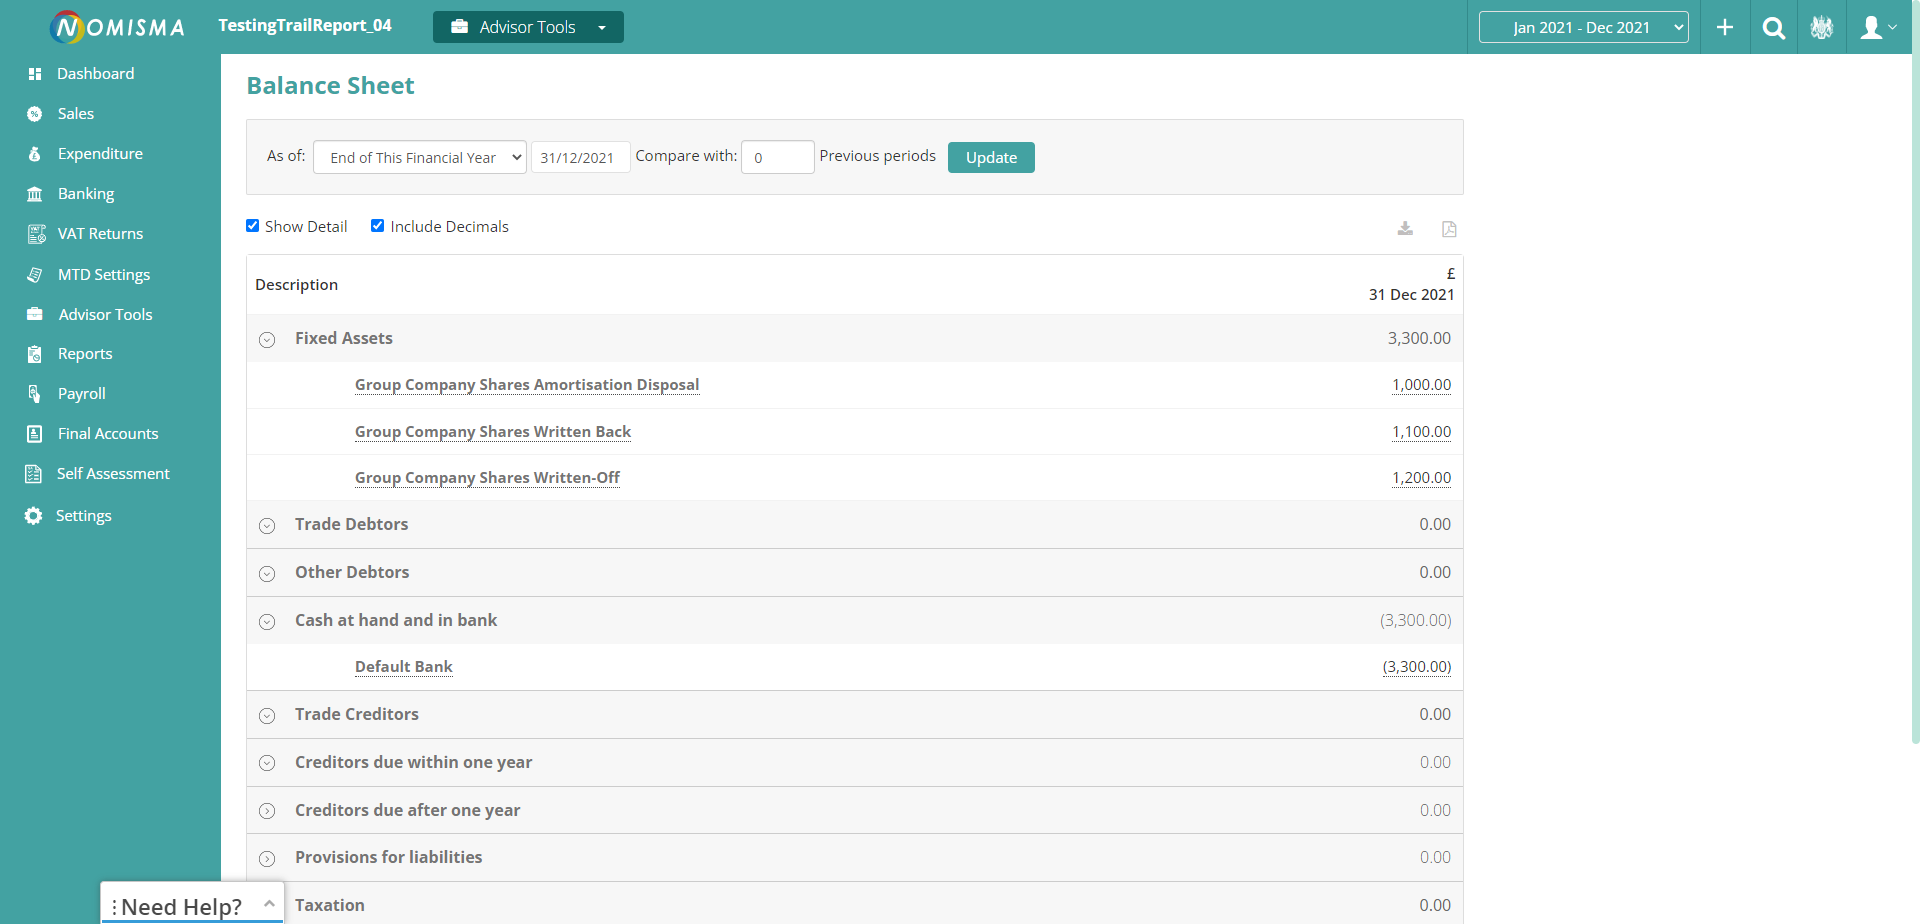 NOMISMA
TestingTrailReport_04
Advisor Tools
Jan 2021 - Dec 2021
Dashboard
Sales
Expenditure
Banking
VAT Returns
MTD Settings
Advisor Tools
Reports
Payroll
Final Accounts
Self Assessment
Settings
Balance Sheet
As of: End of This Financial Year 31/12/2021 Compare with: 0 Previous periods Update
Show Detail Include Decimals
Description £
31 Dec 2021
Fixed Assets 3,300.00
Group Company Shares Amortisation Disposal 1,000.00
Group Company Shares Written Back 1,100.00
Group Company Shares Written-Off 1,200.00
Trade Debtors 0.00
Other Debtors 0.00
Cash at hand and in bank (3,300.00)
Default Bank (3,300.00)
Trade Creditors 0.00
Creditors due within one year 0.00
Creditors due after one year 0.00
Provisions for liabilities 0.00
Taxation 0.00
Need Help?